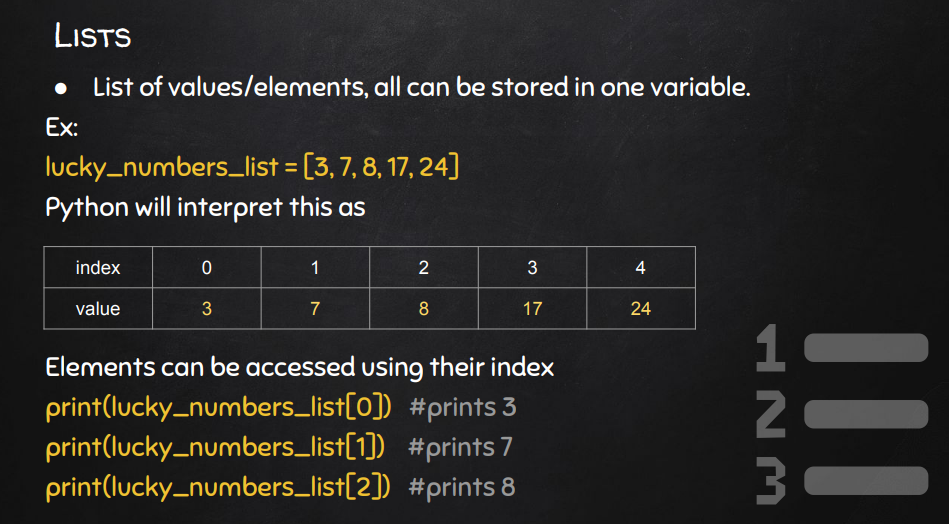 Lists
● List of values/elements, all can be stored in one variable.
Ex:
lucky_numbers_list = [3, 7, 8, 17, 24]
Python will interpret this as
index 0 1 2 3 4
value 3 7 8 17 24
Elements can be accessed using their index
print(lucky_numbers_list[0]) #prints 3
print(lucky_numbers_list[1]) #prints 7
print(lucky_numbers_list[2]) #prints 8
1
2
3